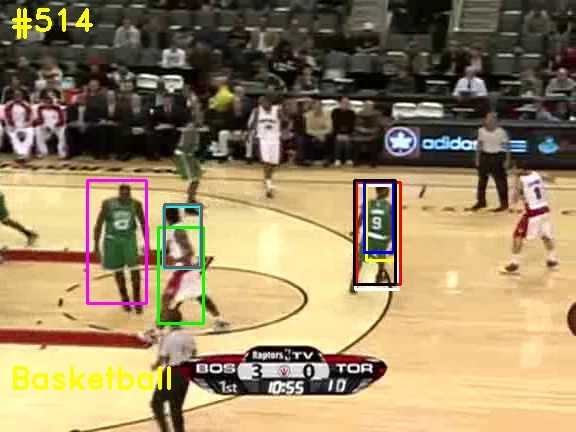 #514
adidas
9
1
Basketball
Raptors TV
BOS 3 0 TOR
1st 10:55 10